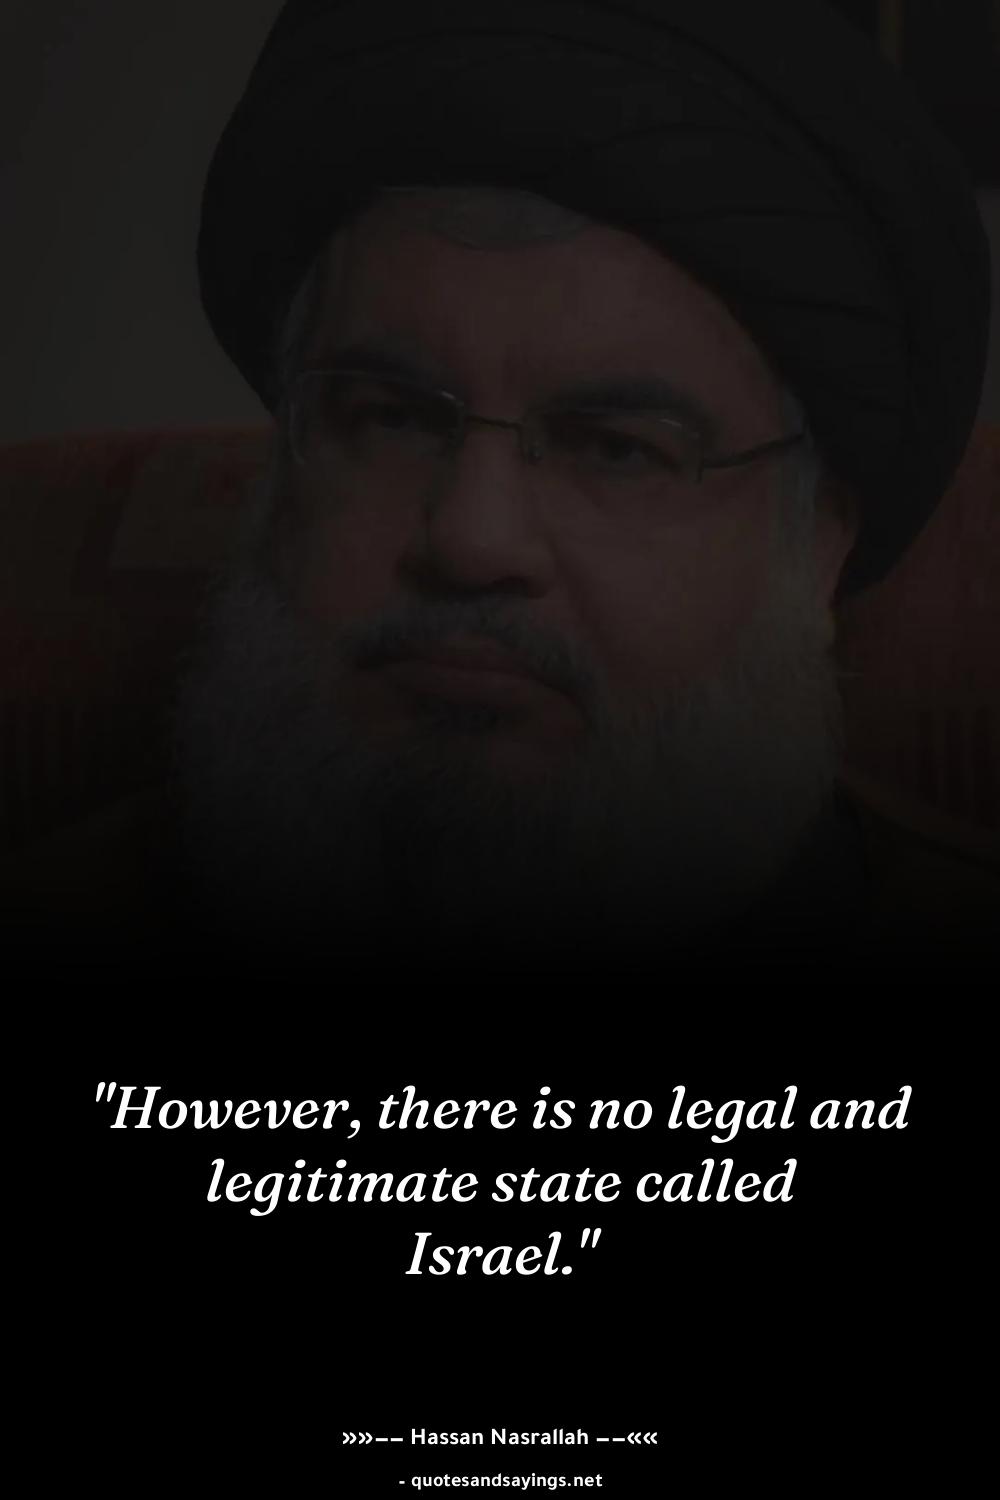 "However, there is no legal and
legitimate state called
Israel."
»»−− Hassan Nasrallah −−««
- quotesandsayings.net